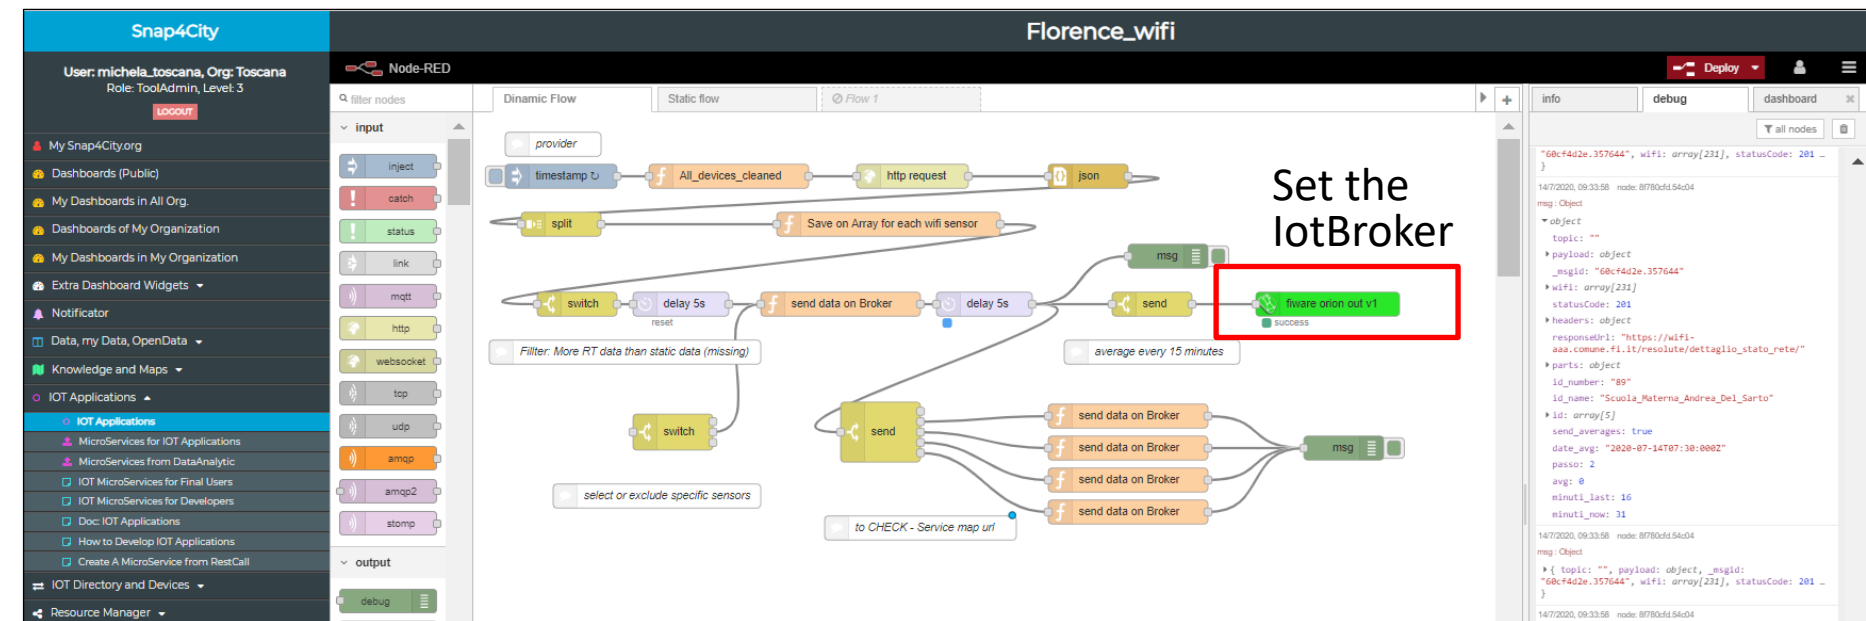 Snap4City
Florence_wifi
User: michela_toscana, Org: Toscana
Role: ToolAdmin, Level: 3
LOGOUT
My Snap4City.org
Dashboards (Public)
My Dashboards in All Org.
Dashboards of My Organization
My Dashboards in My Organization
Extra Dashboard Widgets
Notificator
Data, my Data, OpenData
Knowledge and Maps
IOT Applications
IOT Applications
MicroServices for IOT Applications
MicroServices from DataAnalytic
IOT MicroServices for Final Users
IOT MicroServices for Developers
Doc: IOT Applications
How to Develop IOT Applications
Create A MicroService from RestCall
IOT Directory and Devices
Resource Manager
Node-RED
Deploy
filter nodes
input
inject
catch
status
link
mqtt
http
websocket
tcp
udp
amqp
amqp2
stomp
output
debug
Dinamic Flow
Static flow
Flow 1
provider
timestamp ↻
All_devices_cleaned
http request
json
split
Save on Array for each wifi sensor
msg
switch
delay 5s
reset
send data on Broker
delay 5s
send
fiware orion out v1
success
Set the
IotBroker
Fillter: More RT data than static data (missing)
average every 15 minutes
switch
send
send data on Broker
send data on Broker
send data on Broker
send data on Broker
msg
select or exclude specific sensors
to CHECK - Service map url
info
debug
dashboard
all nodes
"60cf4d2e.357644", wifi: array[231], statusCode: 201 …
}
14/7/2020, 09:33:58 node: 8f780cfd.54c04
msg : Object
object
topic: ""
payload: object
_msgid: "60cf4d2e.357644"
wifi: array[231]
statusCode: 201
headers: object
responseUrl: "https://wifi-
aaa.comune.fi.it/resolute/dettaglio_stato_rete/"
parts: object
id_number: "89"
id_name: "Scuola_Materna_Andrea_Del_Sarto"
id: array[5]
send_averages: true
date_avg: "2020-07-14T07:30:000Z"
passo: 2
avg: 0
minuti_last: 16
minuti_now: 31
14/7/2020, 09:33:58 node: 8f780cfd.54c04
msg : Object
{ topic: "", payload: object, _msgid:
"60cf4d2e.357644", wifi: array[231], statusCode: 201 …
}
14/7/2020, 09:33:58 node: 8f780cfd.54c04